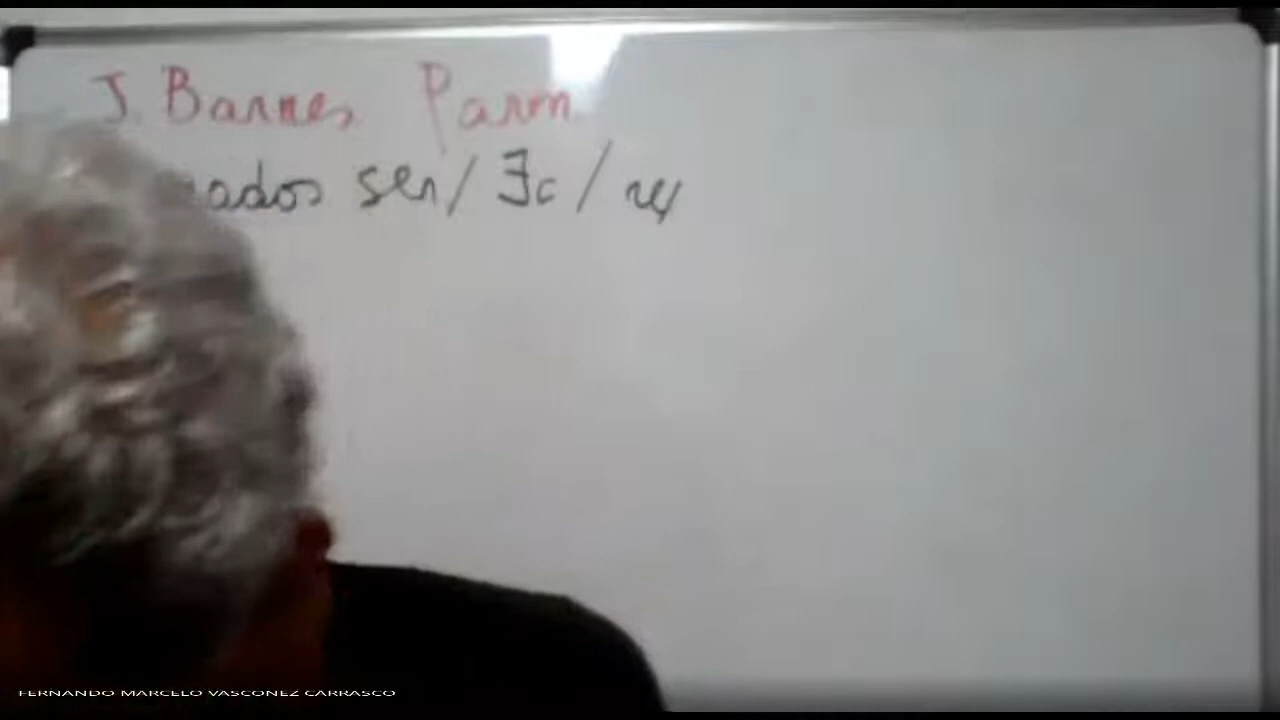 J. Barnes Parm
ados ser/ ∃c /
FERNANDO MARCELO VASCONEZ CARRASCO